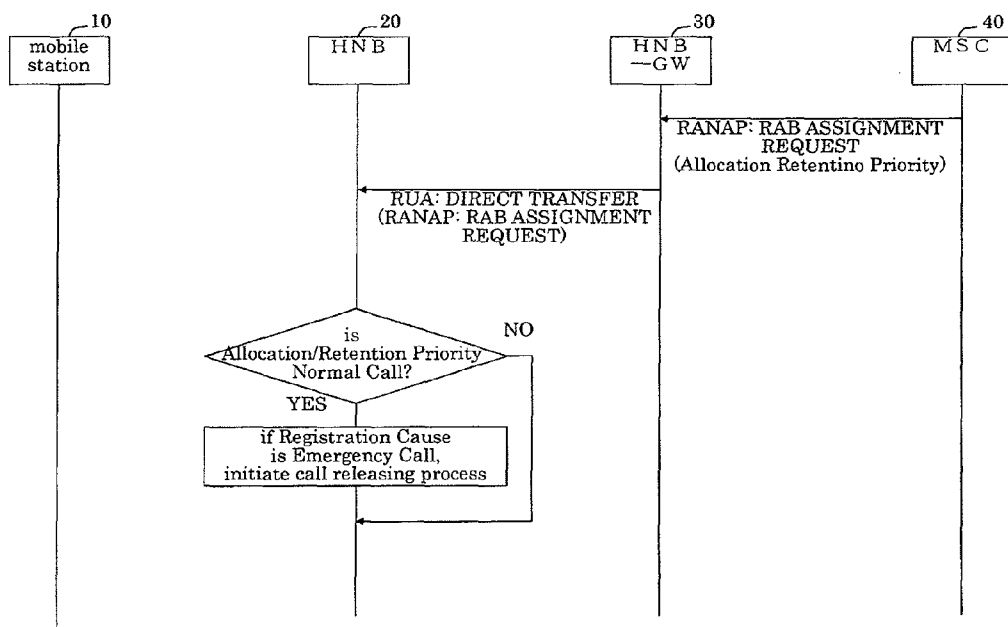 10
mobile
station
20
HNB
30
HNB
—GW
40
MSC
RANAP: RAB ASSIGNMENT
REQUEST
(Allocation Retentino Priority)
RUA: DIRECT TRANSFER
(RANAP: RAB ASSIGNMENT
REQUEST)
is
Allocation/Retention Priority
Normal Call?
NO
YES
if Registration Cause
is Emergency Call,
initiate call releasing process